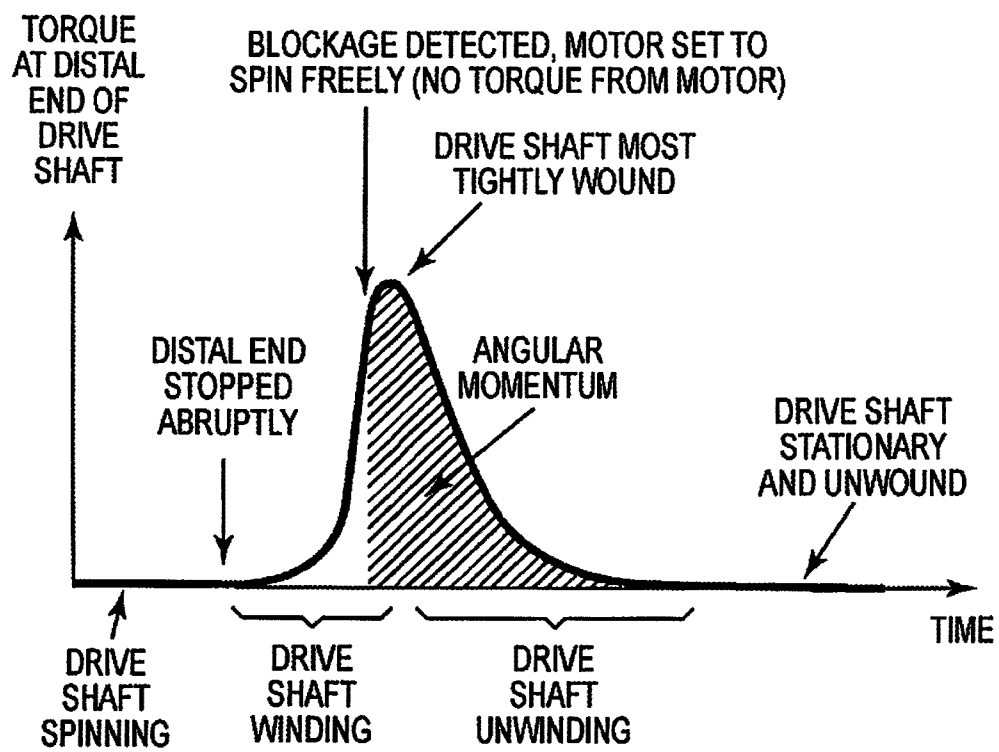 TORQUE
AT DISTAL
END OF
DRIVE
SHAFT
BLOCKAGE DETECTED, MOTOR SET TO
SPIN FREELY (NO TORQUE FROM MOTOR)
DRIVE SHAFT MOST
TIGHTLY WOUND
DISTAL END
STOPPED
ABRUPTLY
ANGULAR
MOMENTUM
DRIVE SHAFT
STATIONARY
AND UNWOUND
TIME
DRIVE
SHAFT
SPINNING
DRIVE
SHAFT
WINDING
DRIVE
SHAFT
UNWINDING